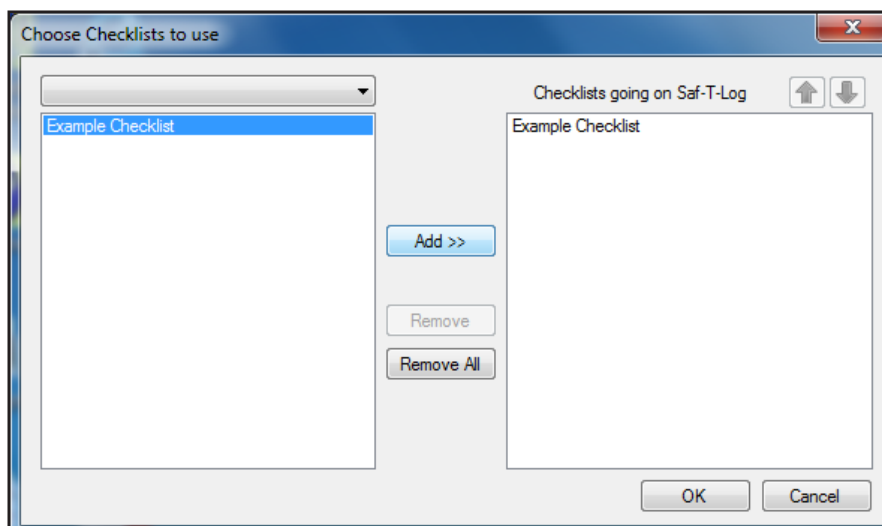 Choose Checklists to use
Checklists going on Saf-T-Log
Example Checklist
Example Checklist
Add >>
Remove
Remove All
OK
Cancel